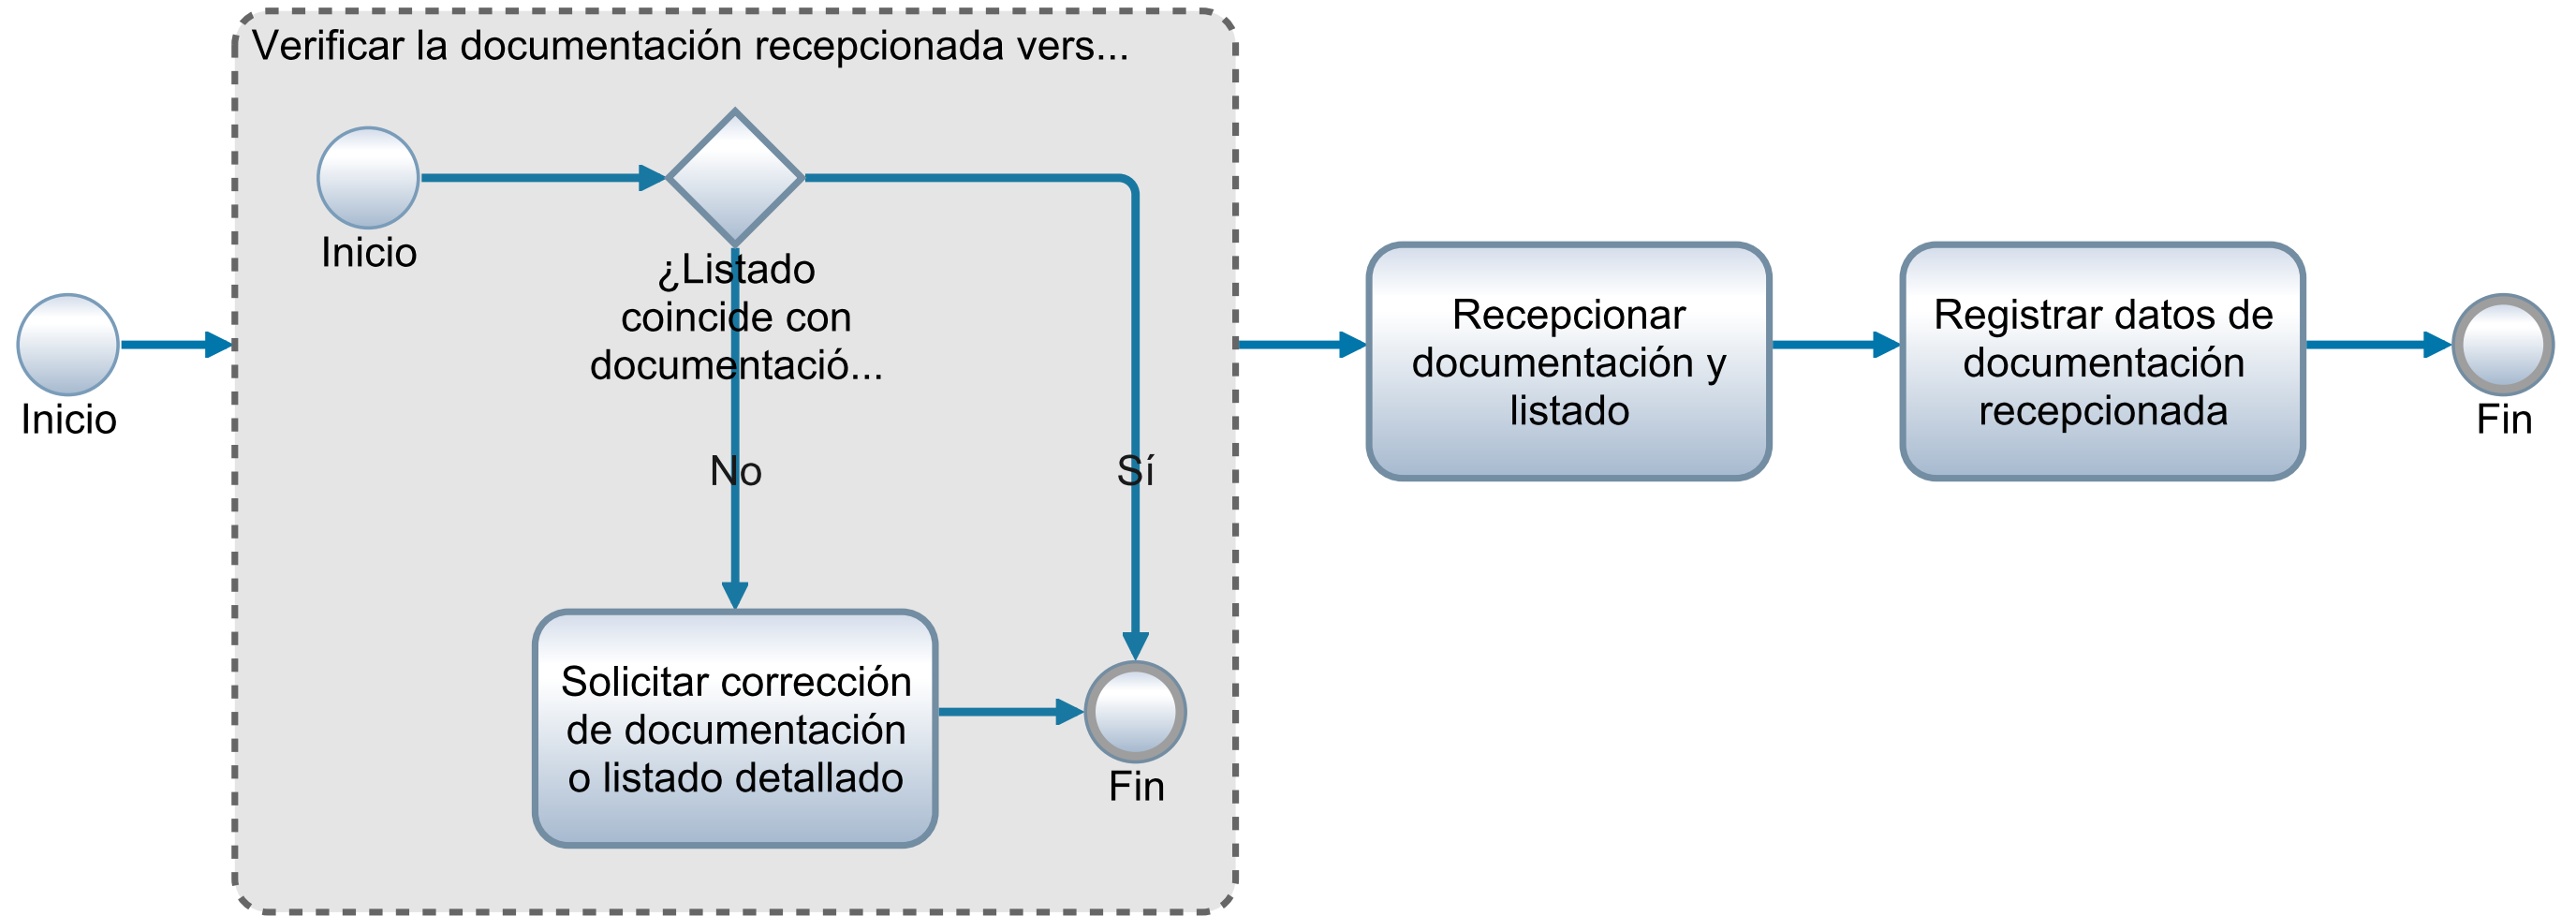 Verificar la documentación recepcionada vers...
Inicio
¿Listado
coincide con
documentació...
No
Sí
Solicitar corrección
de documentación
o listado detallado
Fin
Inicio
Recepcionar
documentación y
listado
Registrar datos de
documentación
recepcionada
Fin